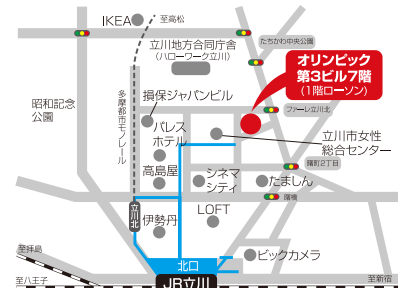 IKEA
至高松
たちかわ中央公園
立川地方合同庁舎
(ハローワーク立川)
オリンピック
第3ビル7階
(1階ローソン)
昭和記念
公園
多摩都市モノレール
損保ジャパンビル
ファーレ立川北
パレス
ホテル
立川市女性
総合センター
高島屋
シネマ
シティ
曙町2丁目
たましん
立川北
曙橋
伊勢丹
LOFT
至拝島
北口
ビックカメラ
至八王子
JR立川
至新宿